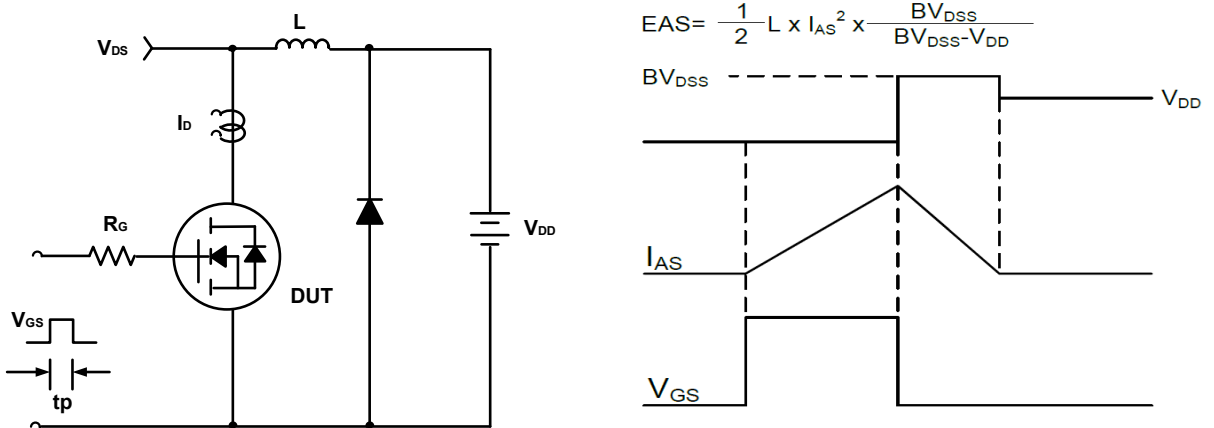 L
VDS
ID
RG
VDD
DUT
VGS
tp
EAS= 1/2 L x IAS² x BVDSS/BVDSS-VDD
BVDSS
VDD
IAS
VGS